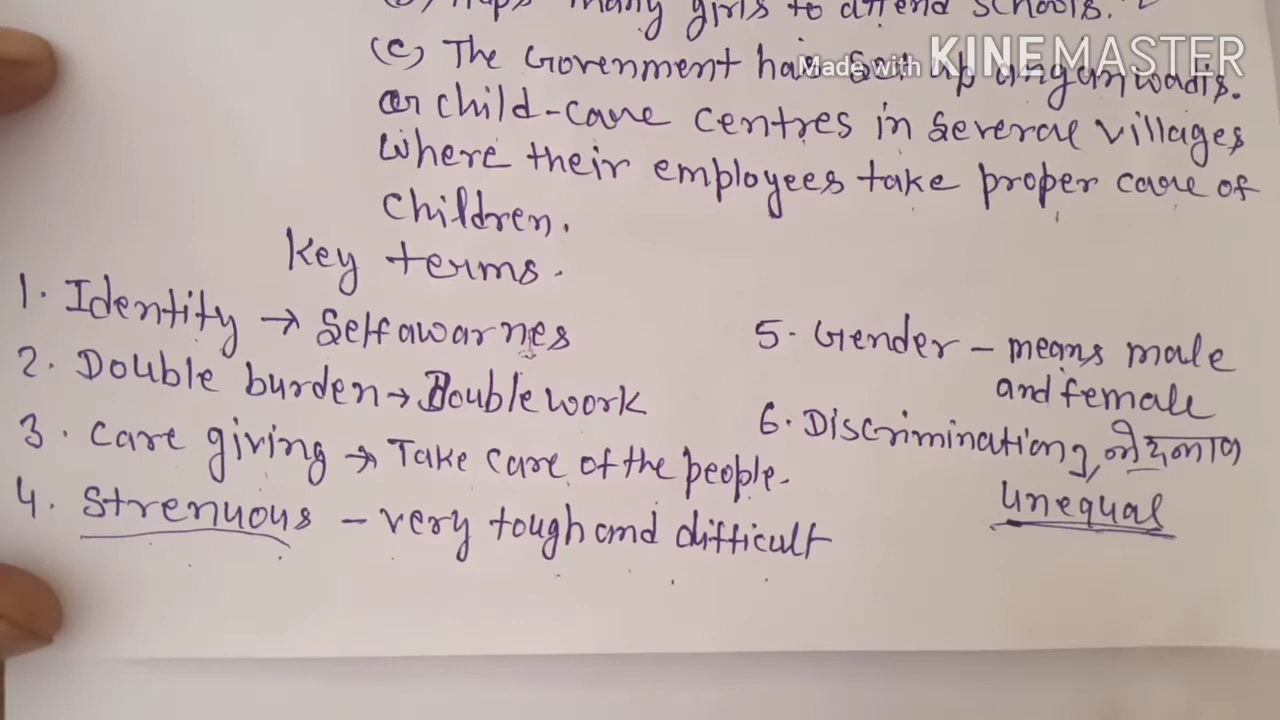 many girls to attend schools.
(c) The Govenment has set up anganwadis.
or child-care centres in several villages
where their employees take proper care of
children.
Key terms.
1. Identity → Selfawarnes
2. Double burden → Double work
3. Care giving → Take care of the people.
4. Strenuous - very tough and difficult
5. Gender - means male
and female
6. Discrimination, भेदभाव
unequal
Made with KINEMASTER